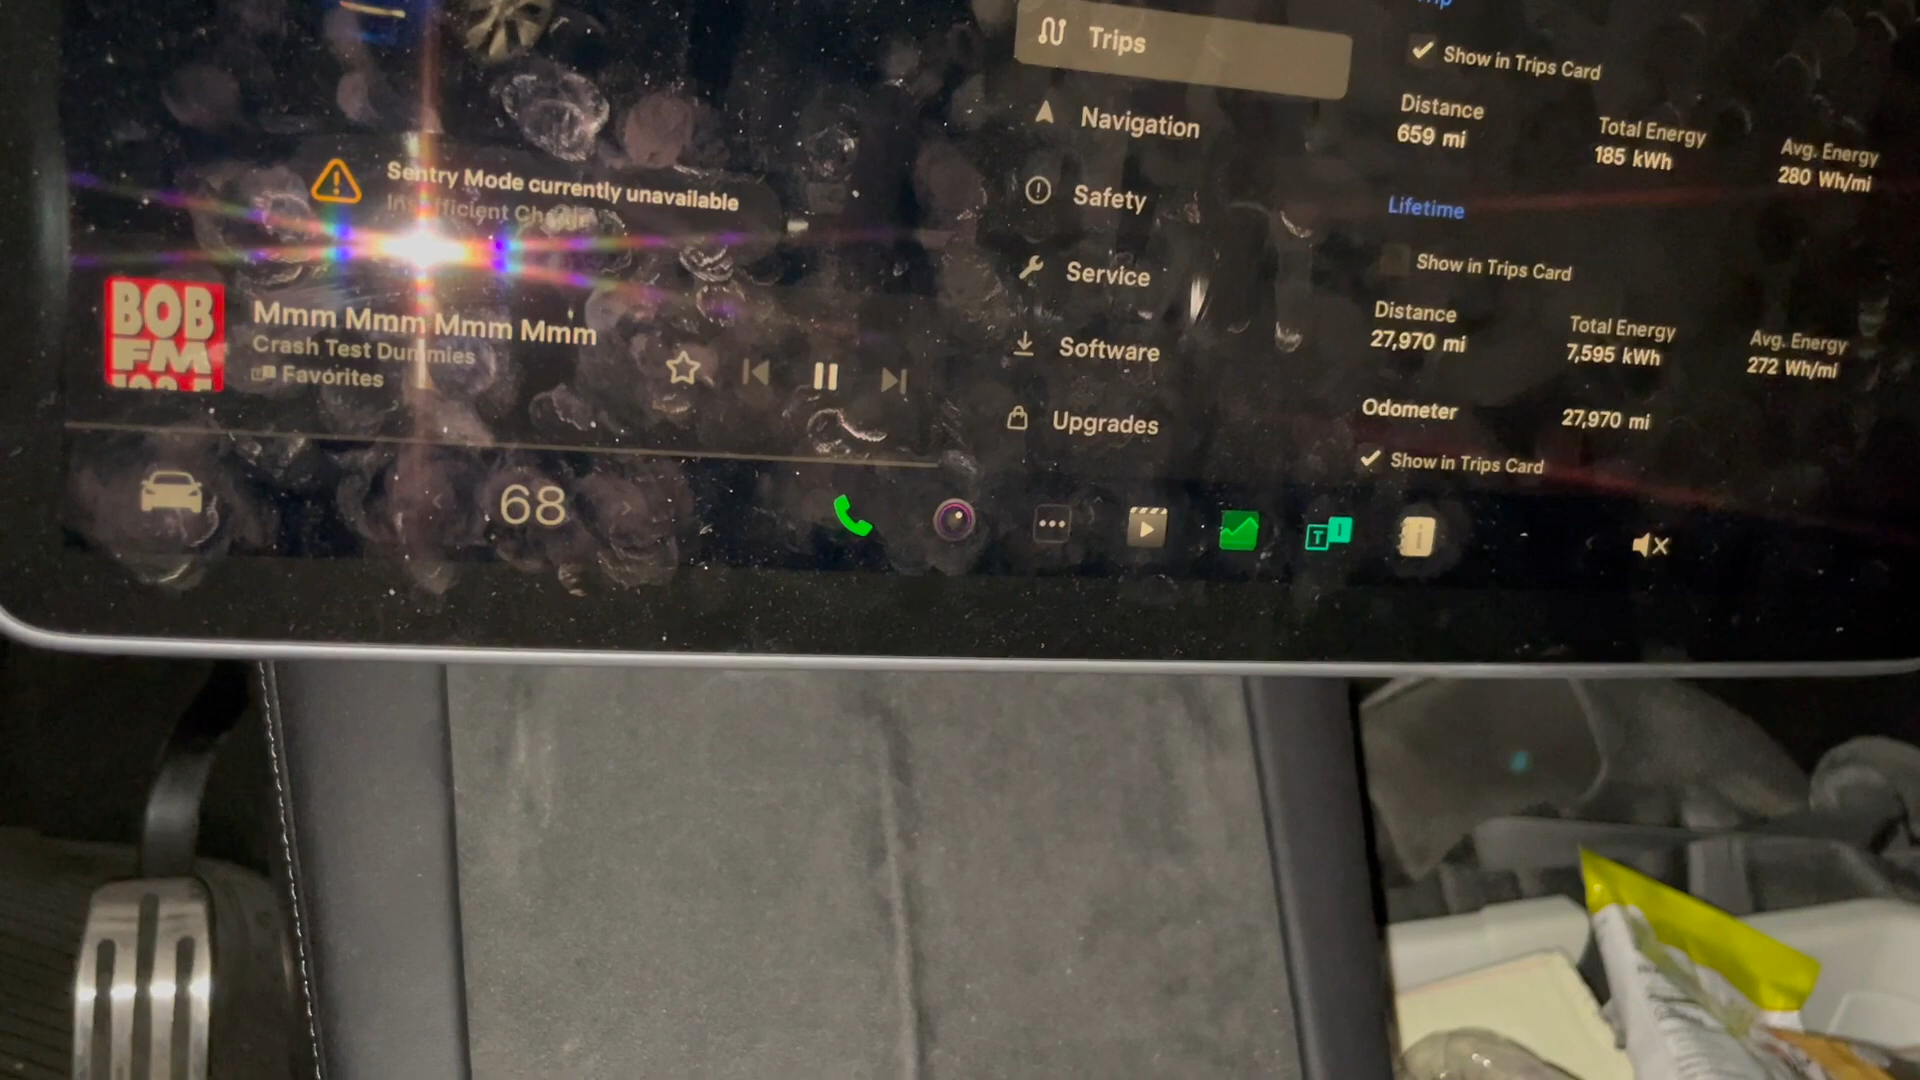 Sentry Mode currently unavailable
Insufficient Charge
BOB
FM
Mmm Mmm Mmm Mmm
Crash Test Dummies
Favorites
68
Trips
Navigation
Safety
Service
Software
Upgrades
Show in Trips Card
Distance
659 mi
Total Energy
185 kWh
Avg. Energy
280 Wh/mi
Lifetime
Show in Trips Card
Distance
27,970 mi
Total Energy
7,595 kWh
Avg. Energy
272 Wh/mi
Odometer
27,970 mi
Show in Trips Card
T I